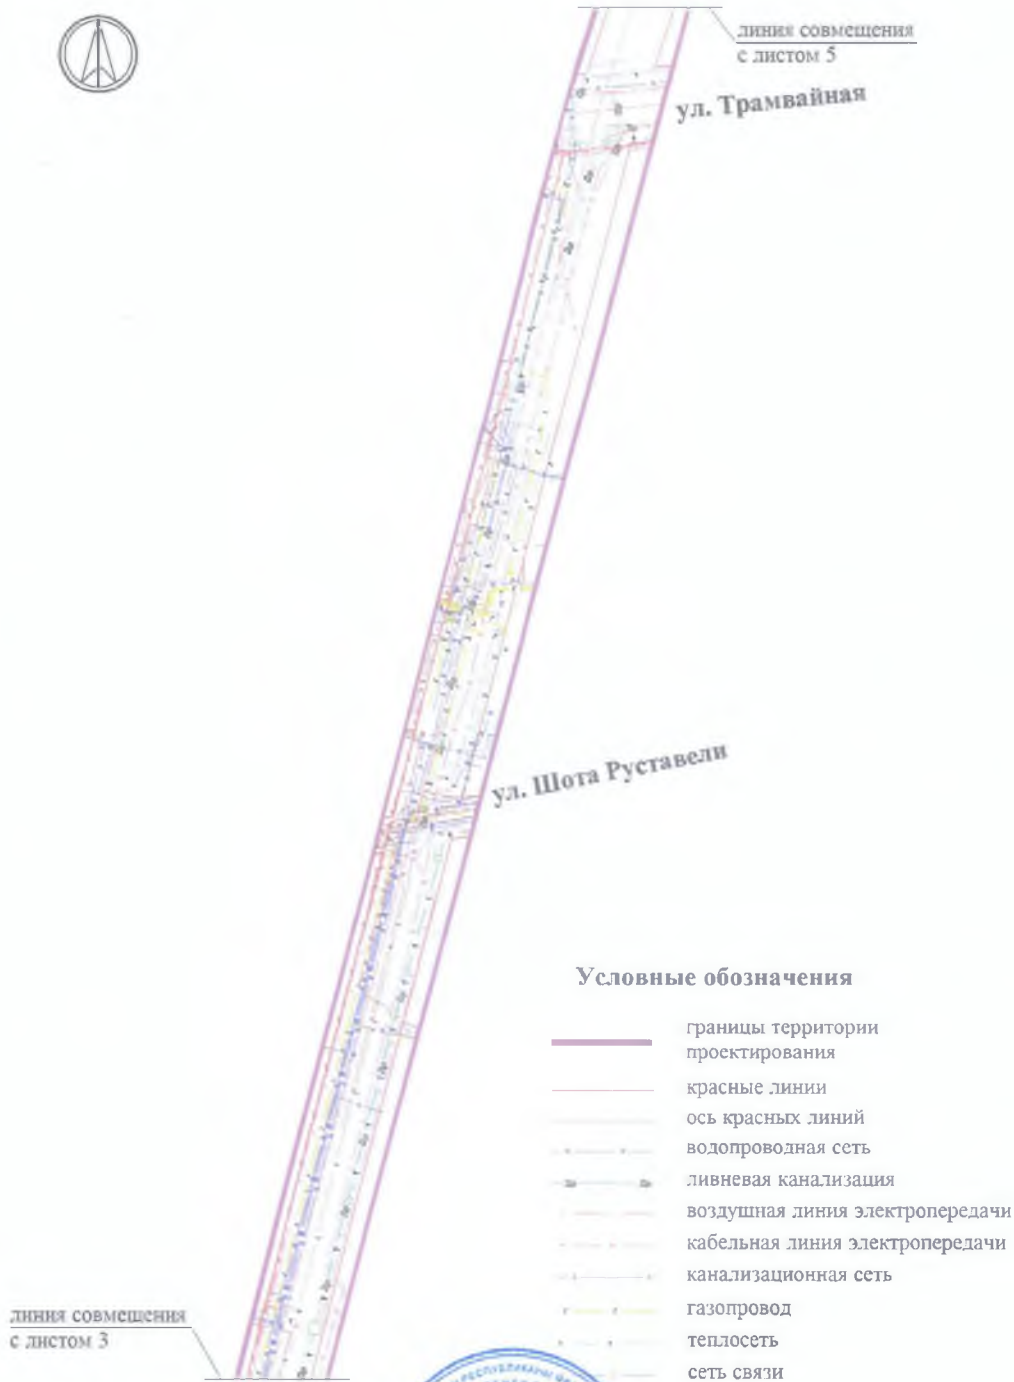 линия совмещения
с листом 5
ул. Трамвайная
ул. Шота Руставели
Условные обозначения
границы территории
проектирования
красные линии
ось красных линий
водопроводная сеть
ливневая канализация
воздушная линия электропередачи
кабельная линия электропередачи
канализационная сеть
газопровод
теплосеть
сеть связи
линия совмещения
с листом 3